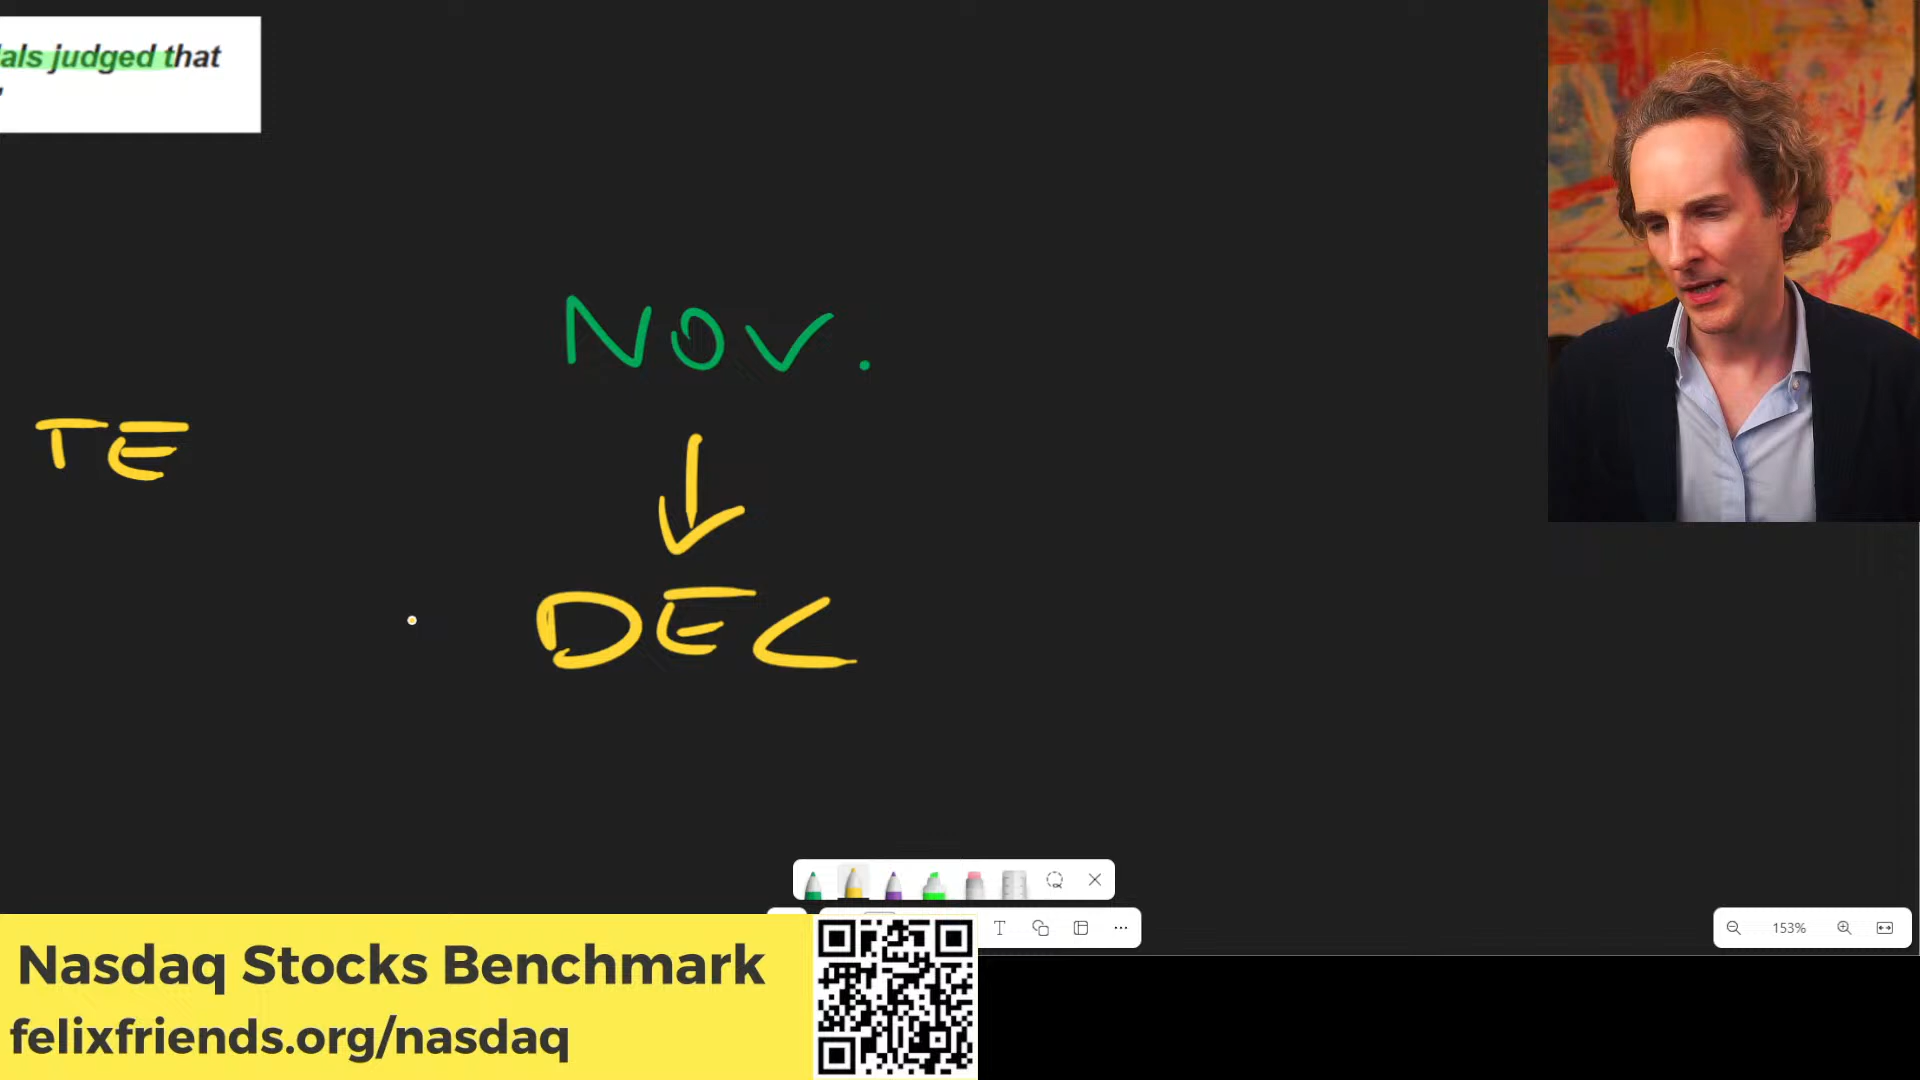 als judged that
NOV.
TE
DEC
153%
Nasdaq Stocks Benchmark
felixfriends.org/nasdaq